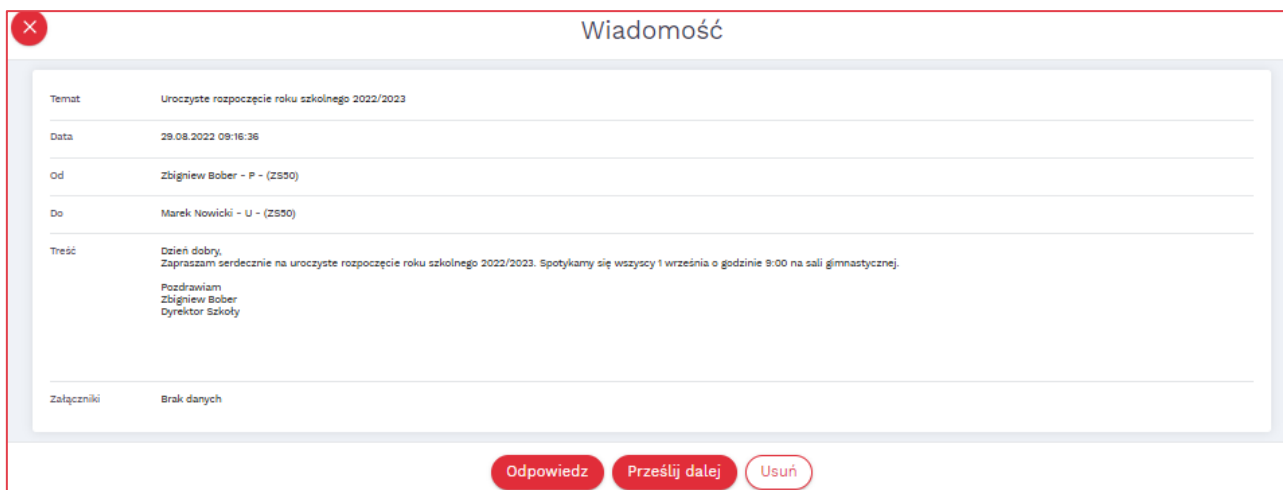 Wiadomość
Temat Uroczyste rozpoczęcie roku szkolnego 2022/2023
Data 29.08.2022 09:16:36
Od Zbigniew Bober - P - (ZS50)
Do Marek Nowicki - U - (ZS50)
Treść Dzień dobry,
Zapraszam serdecznie na uroczyste rozpoczęcie roku szkolnego 2022/2023. Spotykamy się wszyscy 1 września o godzinie 9:00 na sali gimnastycznej.
Pozdrawiam
Zbigniew Bober
Dyrektor Szkoły
Załączniki Brak danych
Odpowiedz Prześlij dalej Usuń